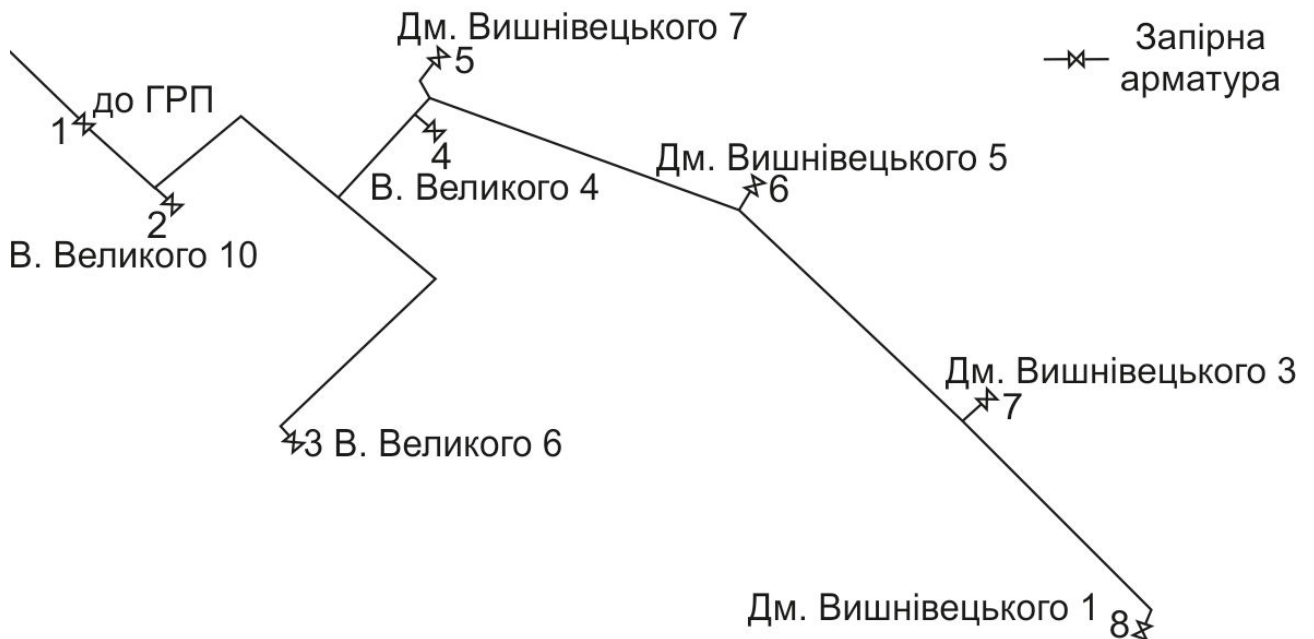 Дм. Вишнівецького 7
5
Запірна
арматура
до ГРП
1
4
Дм. Вишнівецького 5
6
В. Великого 4
2
В. Великого 10
Дм. Вишнівецького 3
7
3 В. Великого 6
Дм. Вишнівецького 1
8